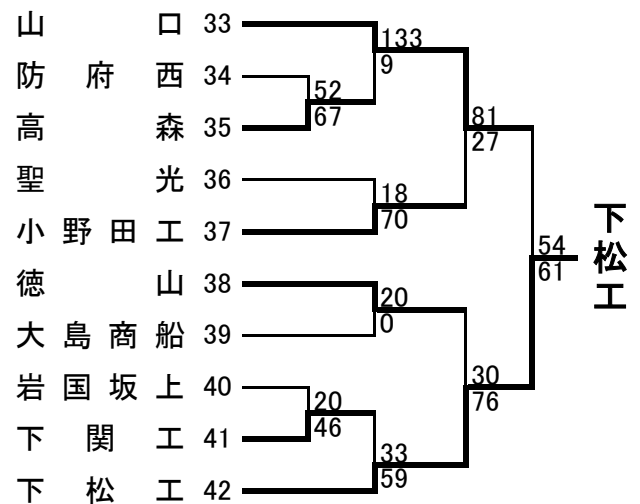 山口 33
防府西 34
高森 35
聖光 36
小野田工 37
徳山 38
大島商船 39
岩国坂上 40
下関工 41
下松工 42
52
67
20
46
133
9
18
70
20
0
33
59
81
27
30
76
54
61
下松工